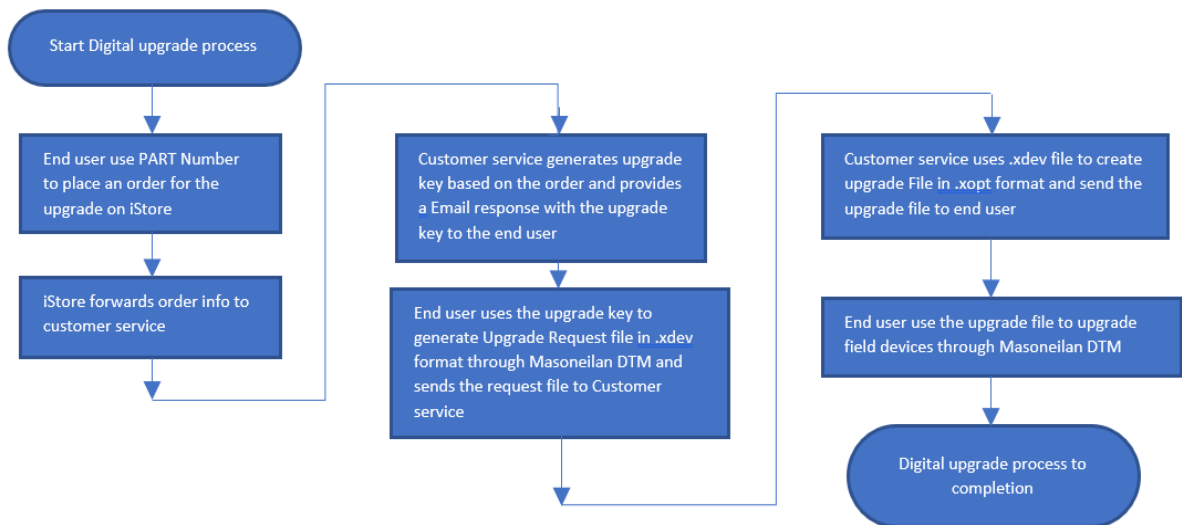 Start Digital upgrade process
End user use PART Number
to place an order for the
upgrade on iStore
iStore forwards order info to
customer service
Customer service generates upgrade
key based on the order and provides
a Email response with the upgrade
key to the end user
End user uses the upgrade key to
generate Upgrade Request file in .xdev
format through Masoneilan DTM and
sends the request file to Customer
service
Customer service uses .xdev file to create
upgrade File in .xopt format and send the
upgrade file to end user
End user use the upgrade file to upgrade
field devices through Masoneilan DTM
Digital upgrade process to
completion